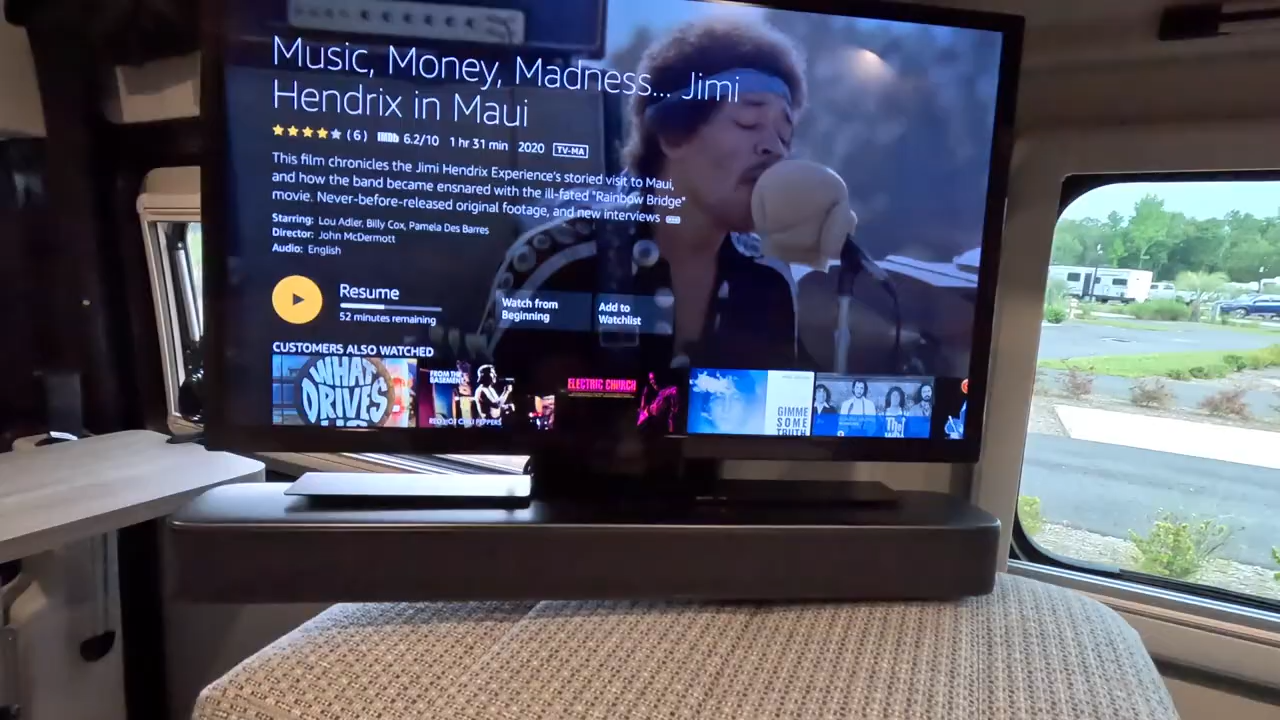 Music, Money, Madness... Jimi
Hendrix in Maui
(6) IMDb 6.2/10 1 hr 31 min 2020 TV-MA
This film chronicles the Jimi Hendrix Experience's storied visit to Maui,
and how the band became ensnared with the ill-fated "Rainbow Bridge"
movie. Never-before-released original footage, and new interviews
Starring: Lou Adler, Billy Cox, Pamela Des Barres
Director: John McDermott
Audio: English
Resume
52 minutes remaining
Watch from
Beginning
Add to
Watchlist
CUSTOMERS ALSO WATCHED
WHAT
DRIVES
US
FROM THE
BASEMENT
RED HOT CHILI PEPPERS
ELECTRIC CHURCH
GIMME
SOME
TRUTH
The